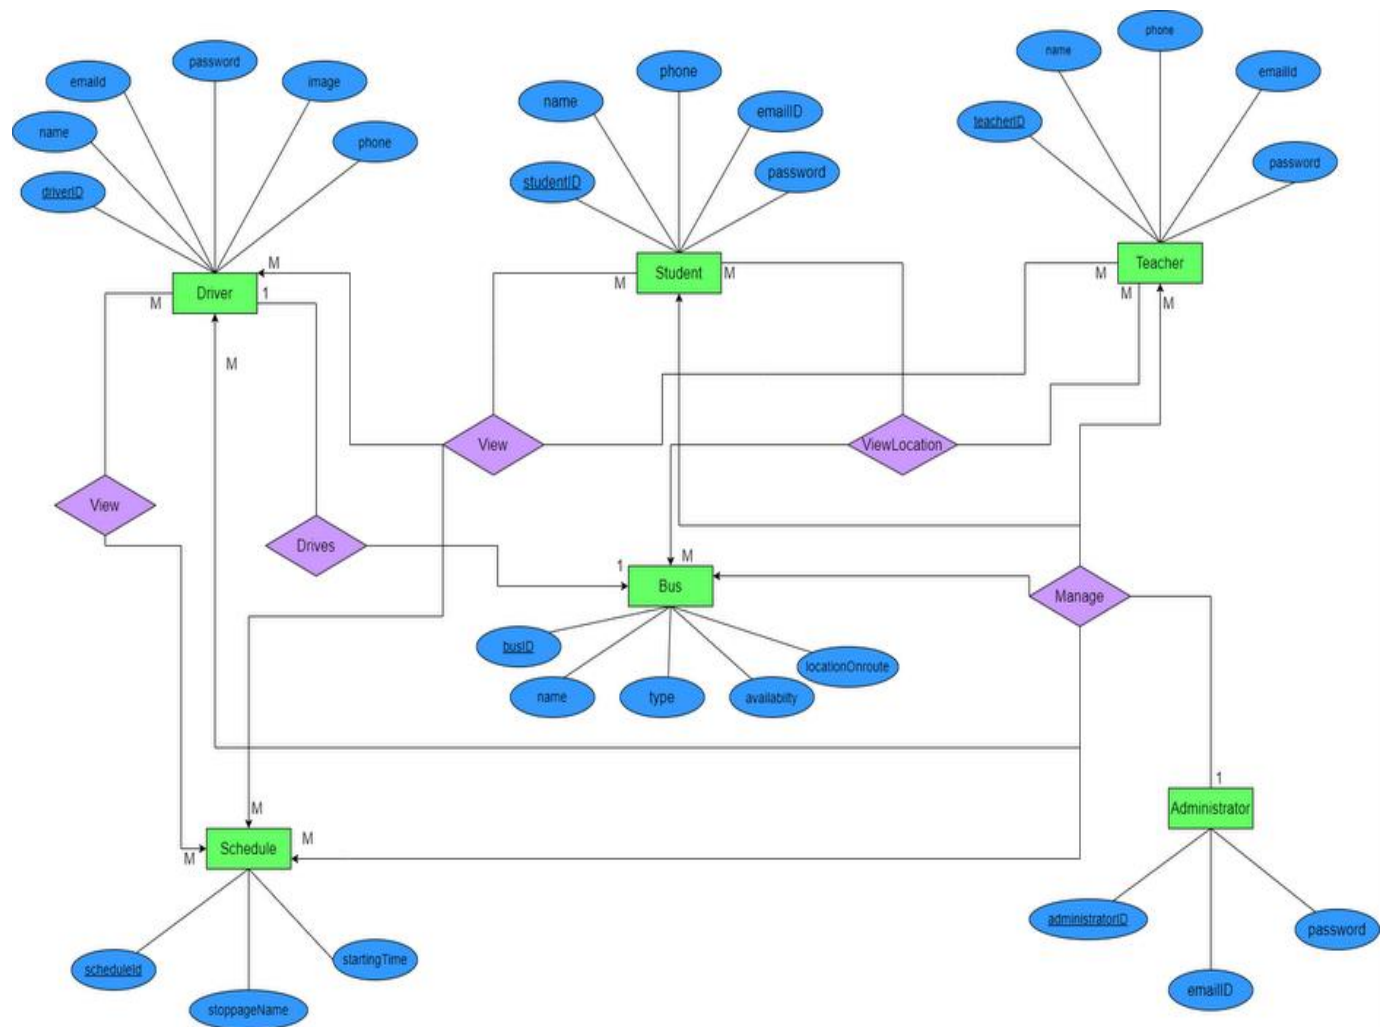 password
phone
name
emaild
image
phone
emailId
name
emailID
name
phone
teacherID
driverID
studentID
password
password
Driver
Student
Teacher
M
M
1
M
M
M
M
M
M
View
ViewLocation
View
Drives
1
M
Bus
Manage
busID
locationOnroute
name
type
availabilty
1
Administrator
M
M
M
Schedule
administratorID
password
scheduleId
startingTime
emailID
stoppageName